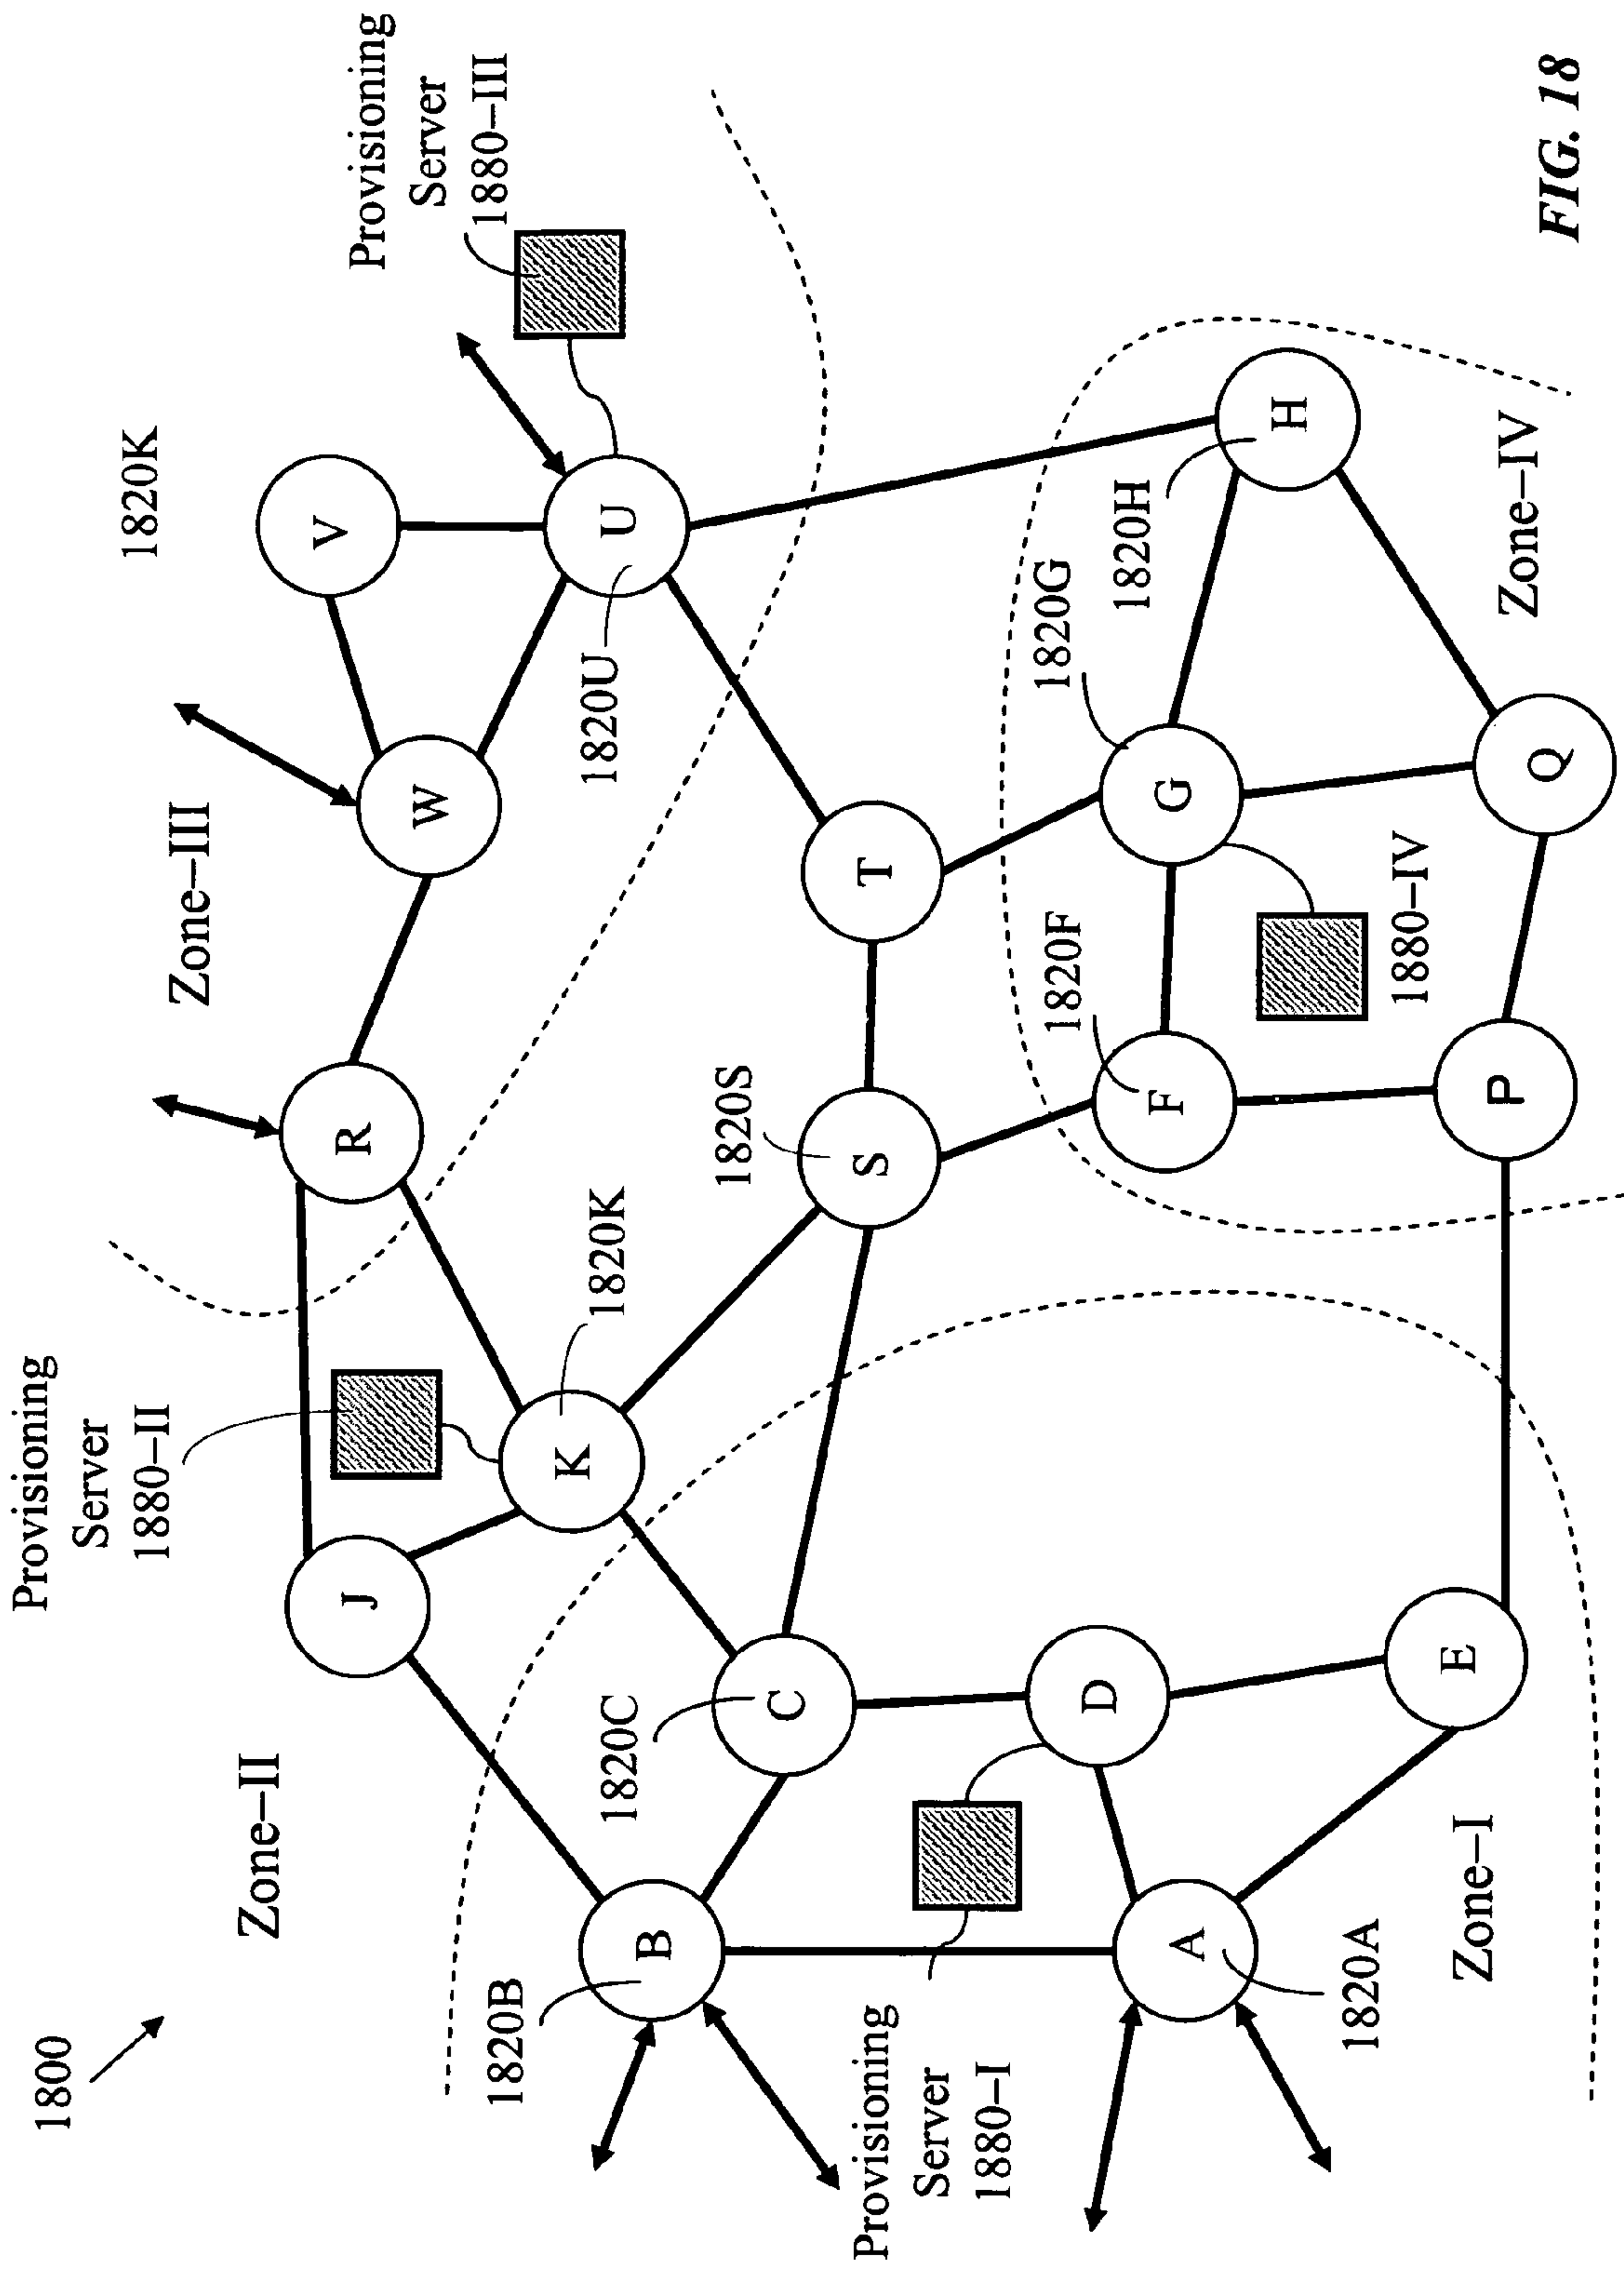 1800
Zone–II
Provisioning
Server
1880–II
Zone–III
1820K
Provisioning
Server
1880–III
J
R
W
V
K
1820K
U
1820U
B
1820B
C
1820C
S
1820S
T
Provisioning
Server
1880–I
D
A
1820A
E
Zone–I
F
1820F
G
1820G
H
1820H
1880–IV
P
Q
Zone–IV
FIG. 18